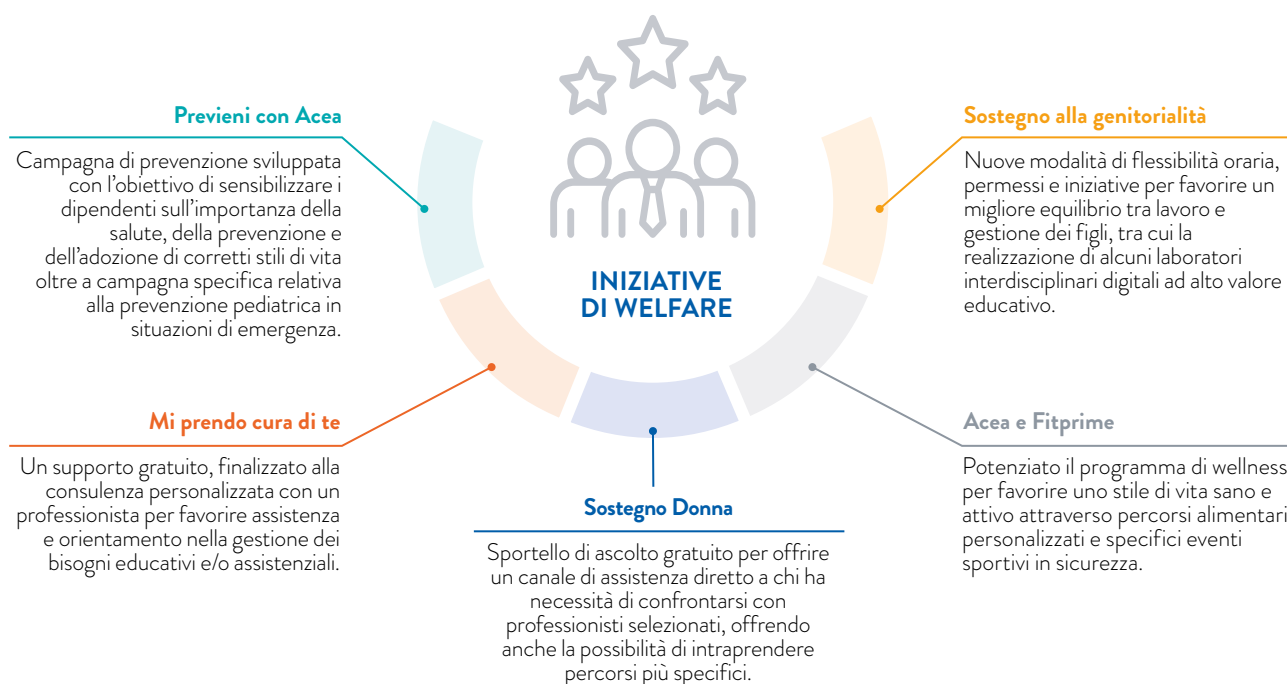 INIZIATIVE
DI WELFARE
Previeni con Acea
Campagna di prevenzione sviluppata
con l’obiettivo di sensibilizzare i
dipendenti sull’importanza della
salute, della prevenzione e
dell’adozione di corretti stili di vita
oltre a campagna specifica relativa
alla prevenzione pediatrica in
situazioni di emergenza.
Mi prendo cura di te
Un supporto gratuito, finalizzato alla
consulenza personalizzata con un
professionista per favorire assistenza
e orientamento nella gestione dei
bisogni educativi e/o assistenziali.
Sostegno Donna
Sportello di ascolto gratuito per offrire
un canale di assistenza diretto a chi ha
necessità di confrontarsi con
professionisti selezionati, offrendo
anche la possibilità di intraprendere
percorsi più specifici.
Acea e Fitprime
Potenziato il programma di wellness
per favorire uno stile di vita sano e
attivo attraverso percorsi alimentari
personalizzati e specifici eventi
sportivi in sicurezza.
Sostegno alla genitorialità
Nuove modalità di flessibilità oraria,
permessi e iniziative per favorire un
migliore equilibrio tra lavoro e
gestione dei figli, tra cui la
realizzazione di alcuni laboratori
interdisciplinari digitali ad alto valore
educativo.